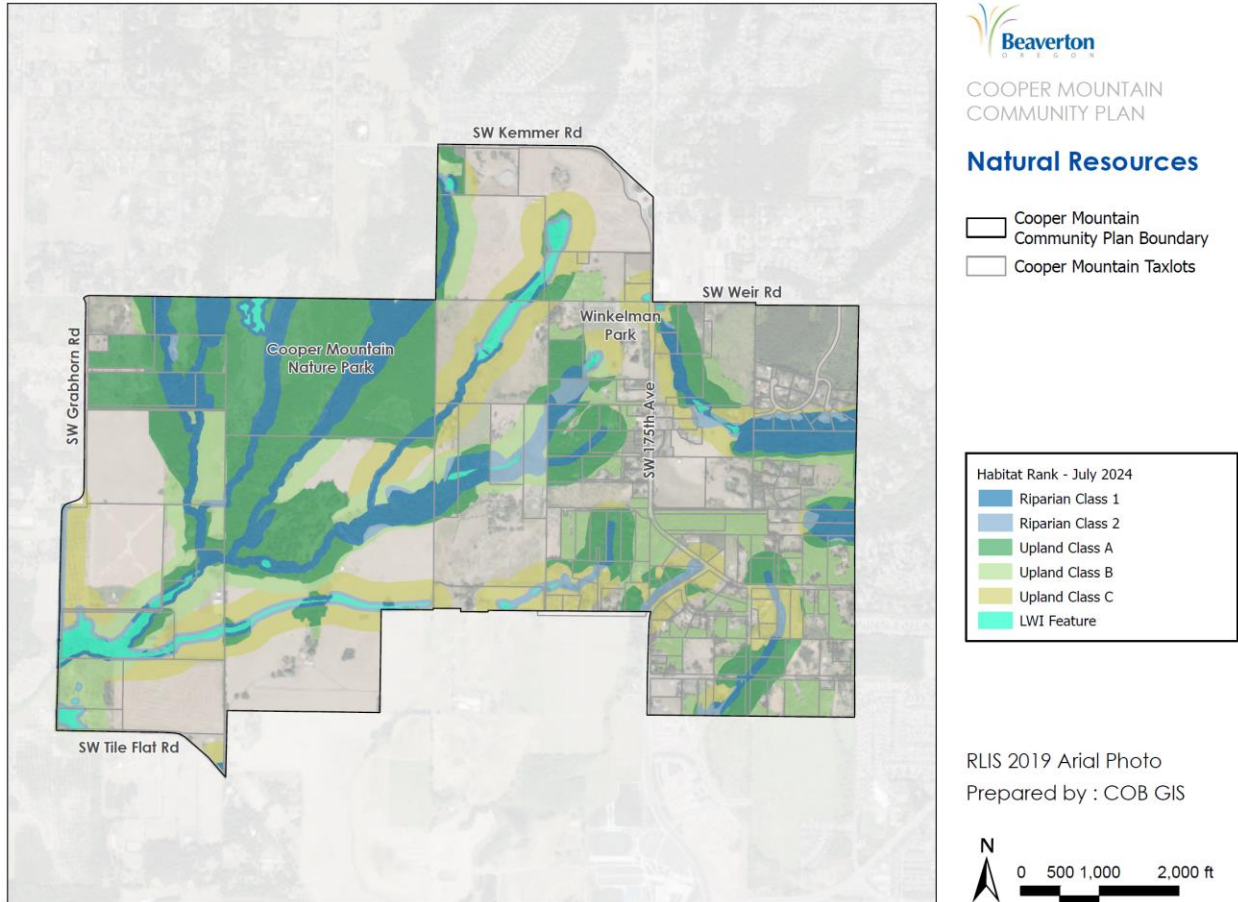 SW Kemmer Rd
SW Weir Rd
Winkelman
Park
Cooper Mountain
Nature Park
SW Grabhorn Rd
SW 175th Ave
SW Tile Flat Rd
Beaverton
OREGON
COOPER MOUNTAIN
COMMUNITY PLAN
Natural Resources
Cooper Mountain
Community Plan Boundary
Cooper Mountain Taxlots
Habitat Rank - July 2024
Riparian Class 1
Riparian Class 2
Upland Class A
Upland Class B
Upland Class C
LWI Feature
RLIS 2019 Arial Photo
Prepared by : COB GIS
N
0 500 1,000 2,000 ft